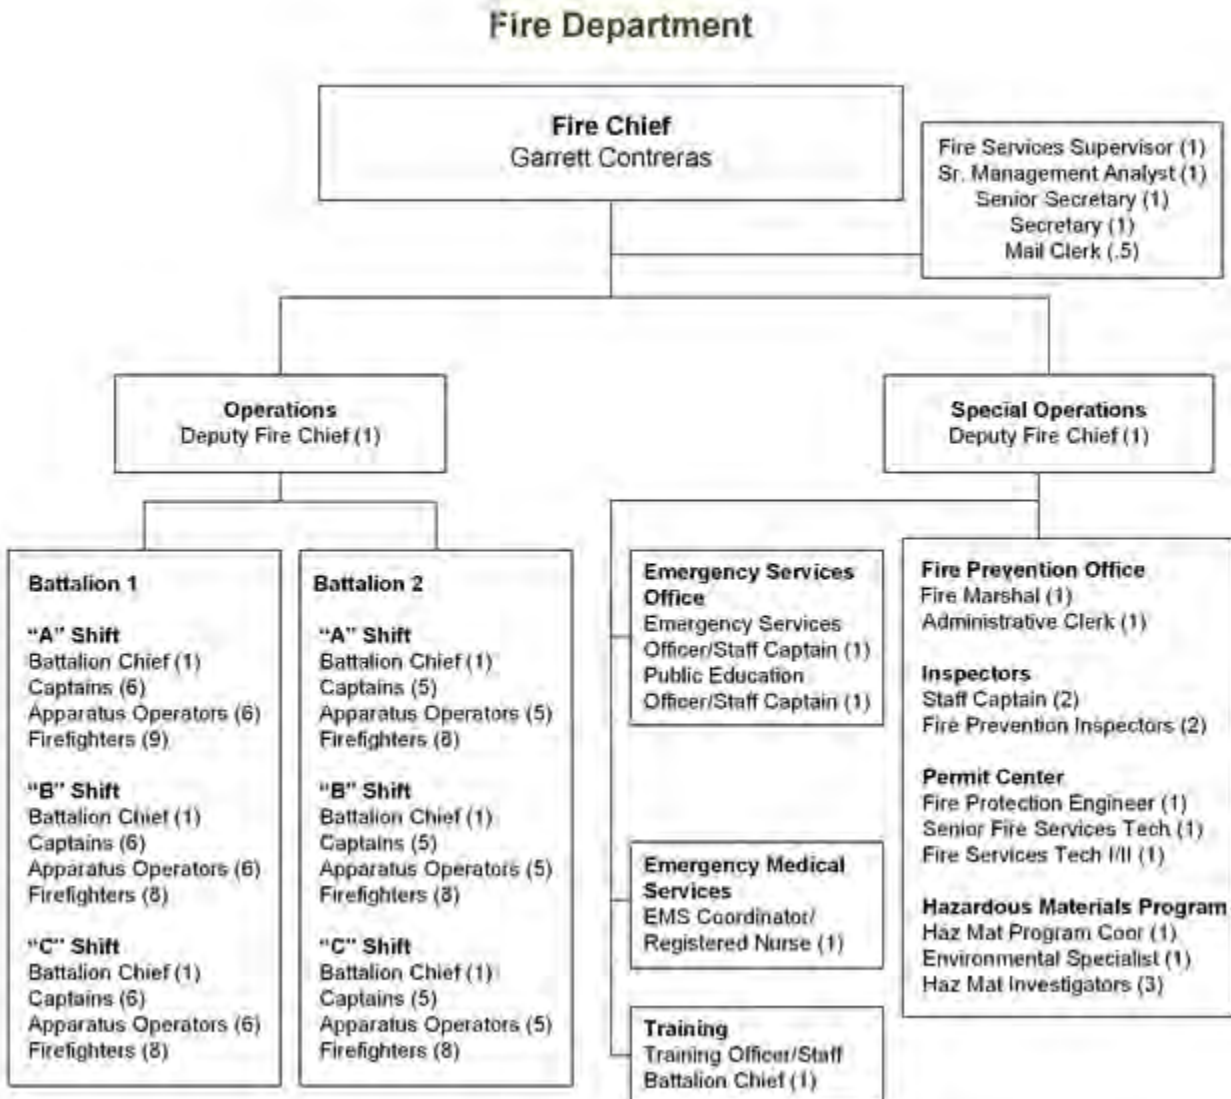 Fire Department
Fire Chief
Garrett Contreras
Fire Services Supervisor (1)
Sr. Management Analyst (1)
Senior Secretary (1)
Secretary (1)
Mail Clerk (.5)
Operations
Deputy Fire Chief (1)
Special Operations
Deputy Fire Chief (1)
Battalion 1
"A" Shift
Battalion Chief (1)
Captains (6)
Apparatus Operators (6)
Firefighters (9)
"B" Shift
Battalion Chief (1)
Captains (6)
Apparatus Operators (6)
Firefighters (8)
"C" Shift
Battalion Chief (1)
Captains (6)
Apparatus Operators (6)
Firefighters (8)
Battalion 2
"A" Shift
Battalion Chief (1)
Captains (5)
Apparatus Operators (5)
Firefighters (8)
"B" Shift
Battalion Chief (1)
Captains (5)
Apparatus Operators (5)
Firefighters (8)
"C" Shift
Battalion Chief (1)
Captains (5)
Apparatus Operators (5)
Firefighters (8)
Emergency Services
Office
Emergency Services
Officer/Staff Captain (1)
Public Education
Officer/Staff Captain (1)
Emergency Medical
Services
EMS Coordinator/
Registered Nurse (1)
Training
Training Officer/Staff
Battalion Chief (1)
Fire Prevention Office
Fire Marshal (1)
Administrative Clerk (1)
Inspectors
Staff Captain (2)
Fire Prevention Inspectors (2)
Permit Center
Fire Protection Engineer (1)
Senior Fire Services Tech (1)
Fire Services Tech I/II (1)
Hazardous Materials Program
Haz Mat Program Coor (1)
Environmental Specialist (1)
Haz Mat Investigators (3)